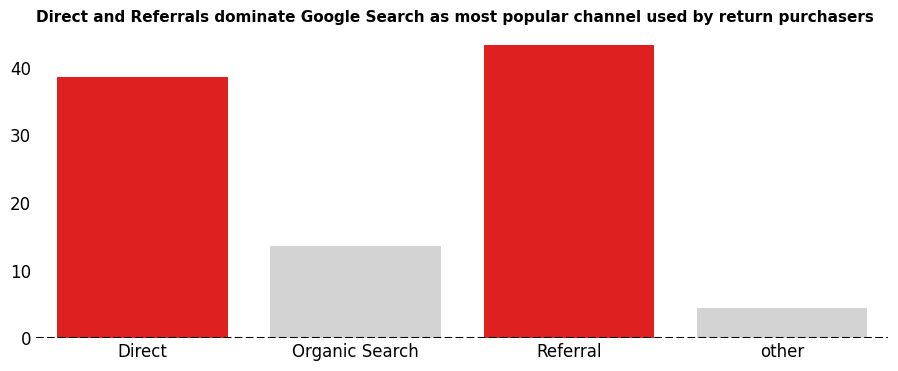 Direct and Referrals dominate Google Search as most popular channel used by return purchasers
40
30
20
10
0
Direct Organic Search Referral other